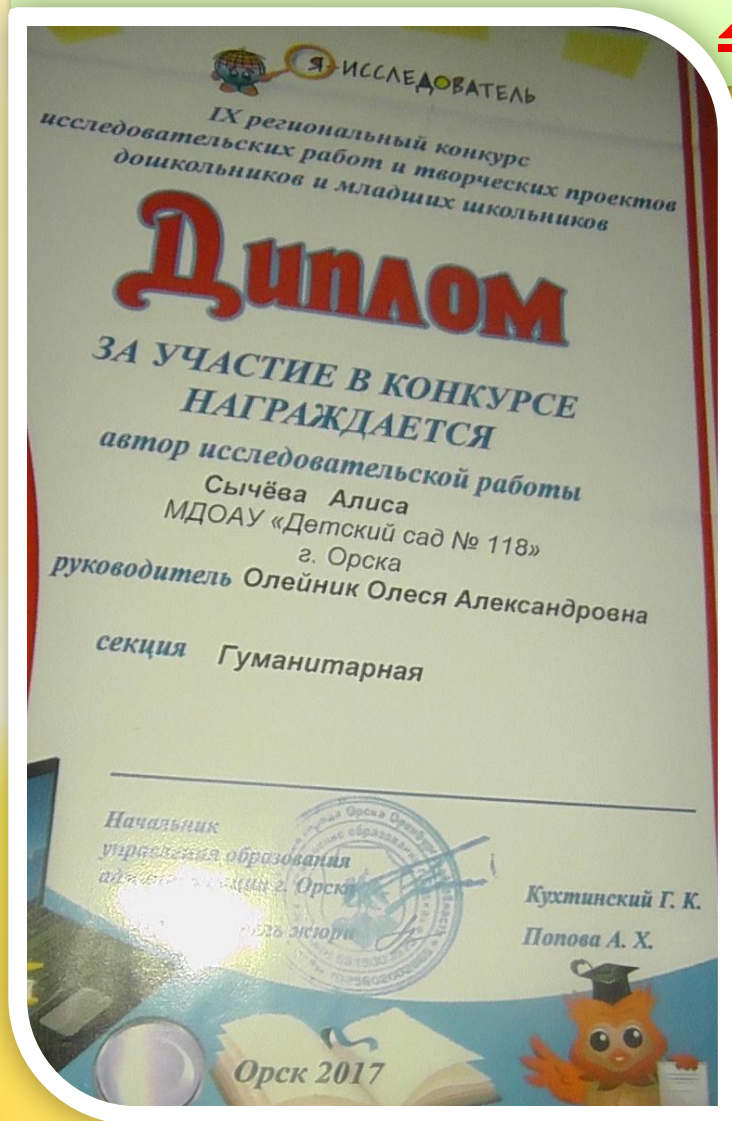 Я-ИССЛЕДОВАТЕЛЬ
IX региональный конкурс
исследовательских работ и творческих проектов
дошкольников и младших школьников
Диплом
ЗА УЧАСТИЕ В КОНКУРСЕ
НАГРАЖДАЕТСЯ
автор исследовательской работы
Сычёва Алиса
МДОАУ «Детский сад № 118»
г. Орска
руководитель Олейник Олеся Александровна
секция Гуманитарная
Начальник
управления образования
г. Орска Кухтинский Г. К.
жюри Попова А. Х.
Орск 2017